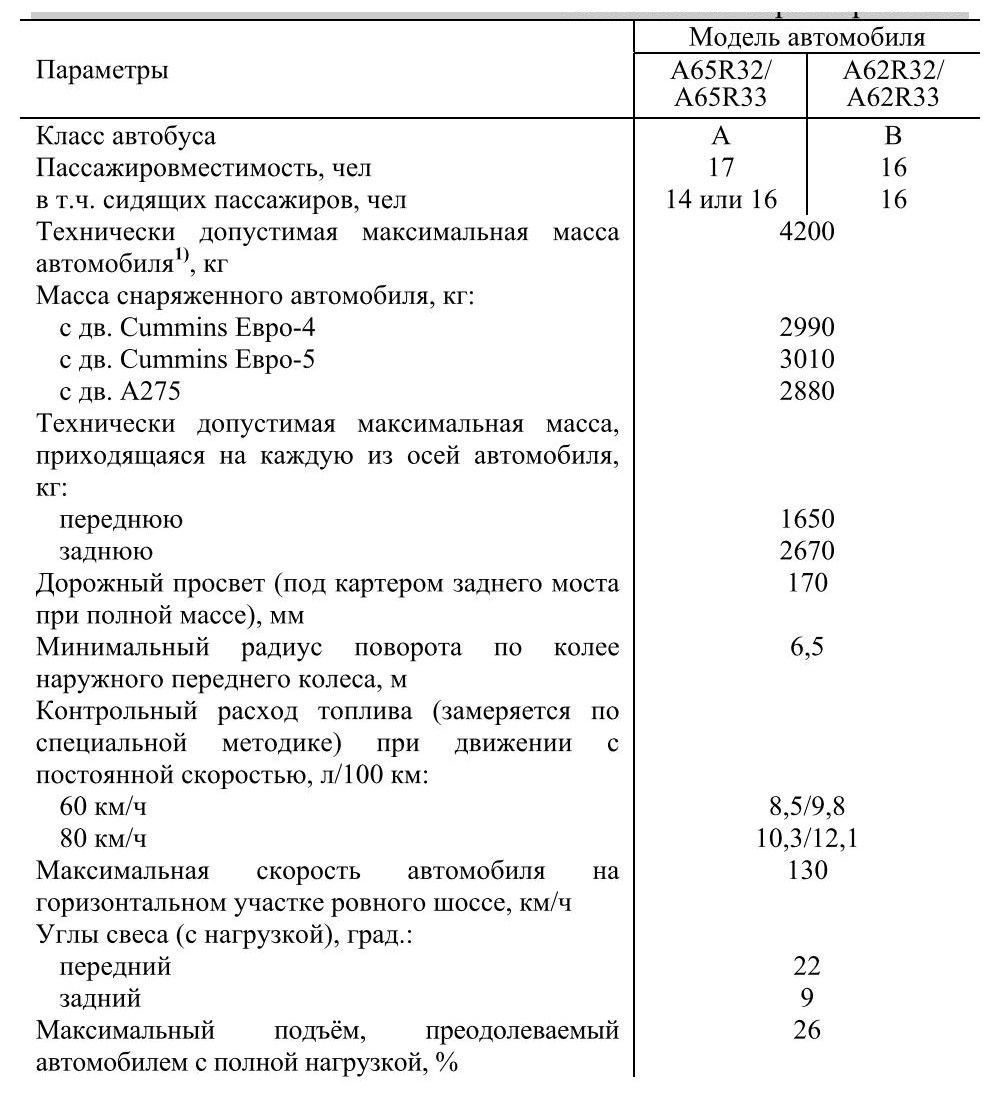 Модель автомобиля
Параметры
A65R32/ A62R32/
A65R33 A62R33
Класс автобуса A B
Пассажировместимость, чел 17 16
в т.ч. сидящих пассажиров, чел 14 или 16 16
Технически допустимая максимальная масса 4200
автомобиля1), кг
Масса снаряженного автомобиля, кг:
с дв. Cummins Евро-4 2990
с дв. Cummins Евро-5 3010
с дв. А275 2880
Технически допустимая максимальная масса,
приходящаяся на каждую из осей автомобиля,
кг:
переднюю 1650
заднюю 2670
Дорожный просвет (под картером заднего моста 170
при полной массе), мм
Минимальный радиус поворота по колее 6,5
наружного переднего колеса, м
Контрольный расход топлива (замеряется по
специальной методике) при движении с
постоянной скоростью, л/100 км:
60 км/ч 8,5/9,8
80 км/ч 10,3/12,1
Максимальная скорость автомобиля на 130
горизонтальном участке ровного шоссе, км/ч
Углы свеса (с нагрузкой), град.:
передний 22
задний 9
Максимальный подъём, преодолеваемый 26
автомобилем с полной нагрузкой, %